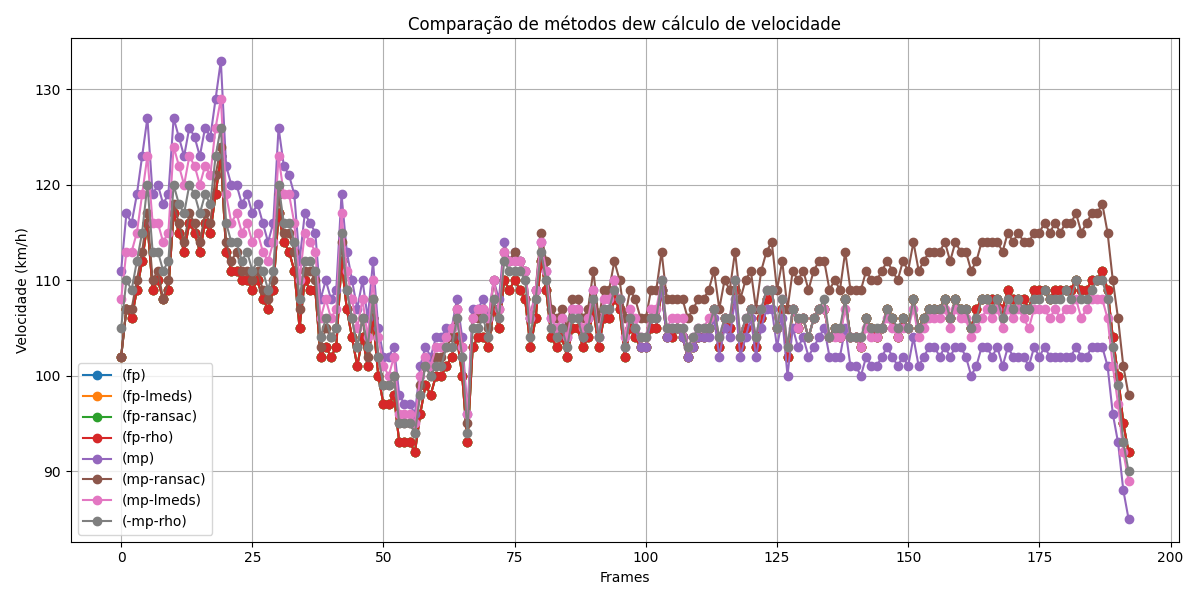 Comparação de métodos dew cálculo de velocidade
Velocidade (km/h)
130
120
110
100
90
(fp)
(fp-lmeds)
(fp-ransac)
(fp-rho)
(mp)
(mp-ransac)
(mp-lmeds)
(-mp-rho)
0 25 50 75 100 125 150 175 200
Frames